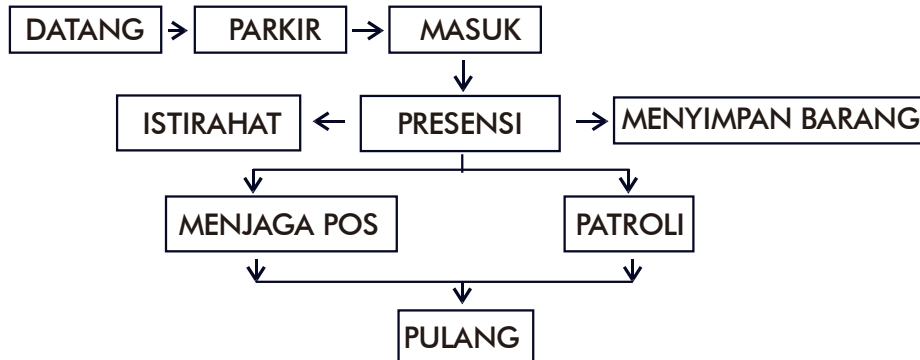 DATANG PARKIR MASUK
ISTIRAHAT PRESENSI MENYIMPAN BARANG
MENJAGA POS PATROLI
PULANG